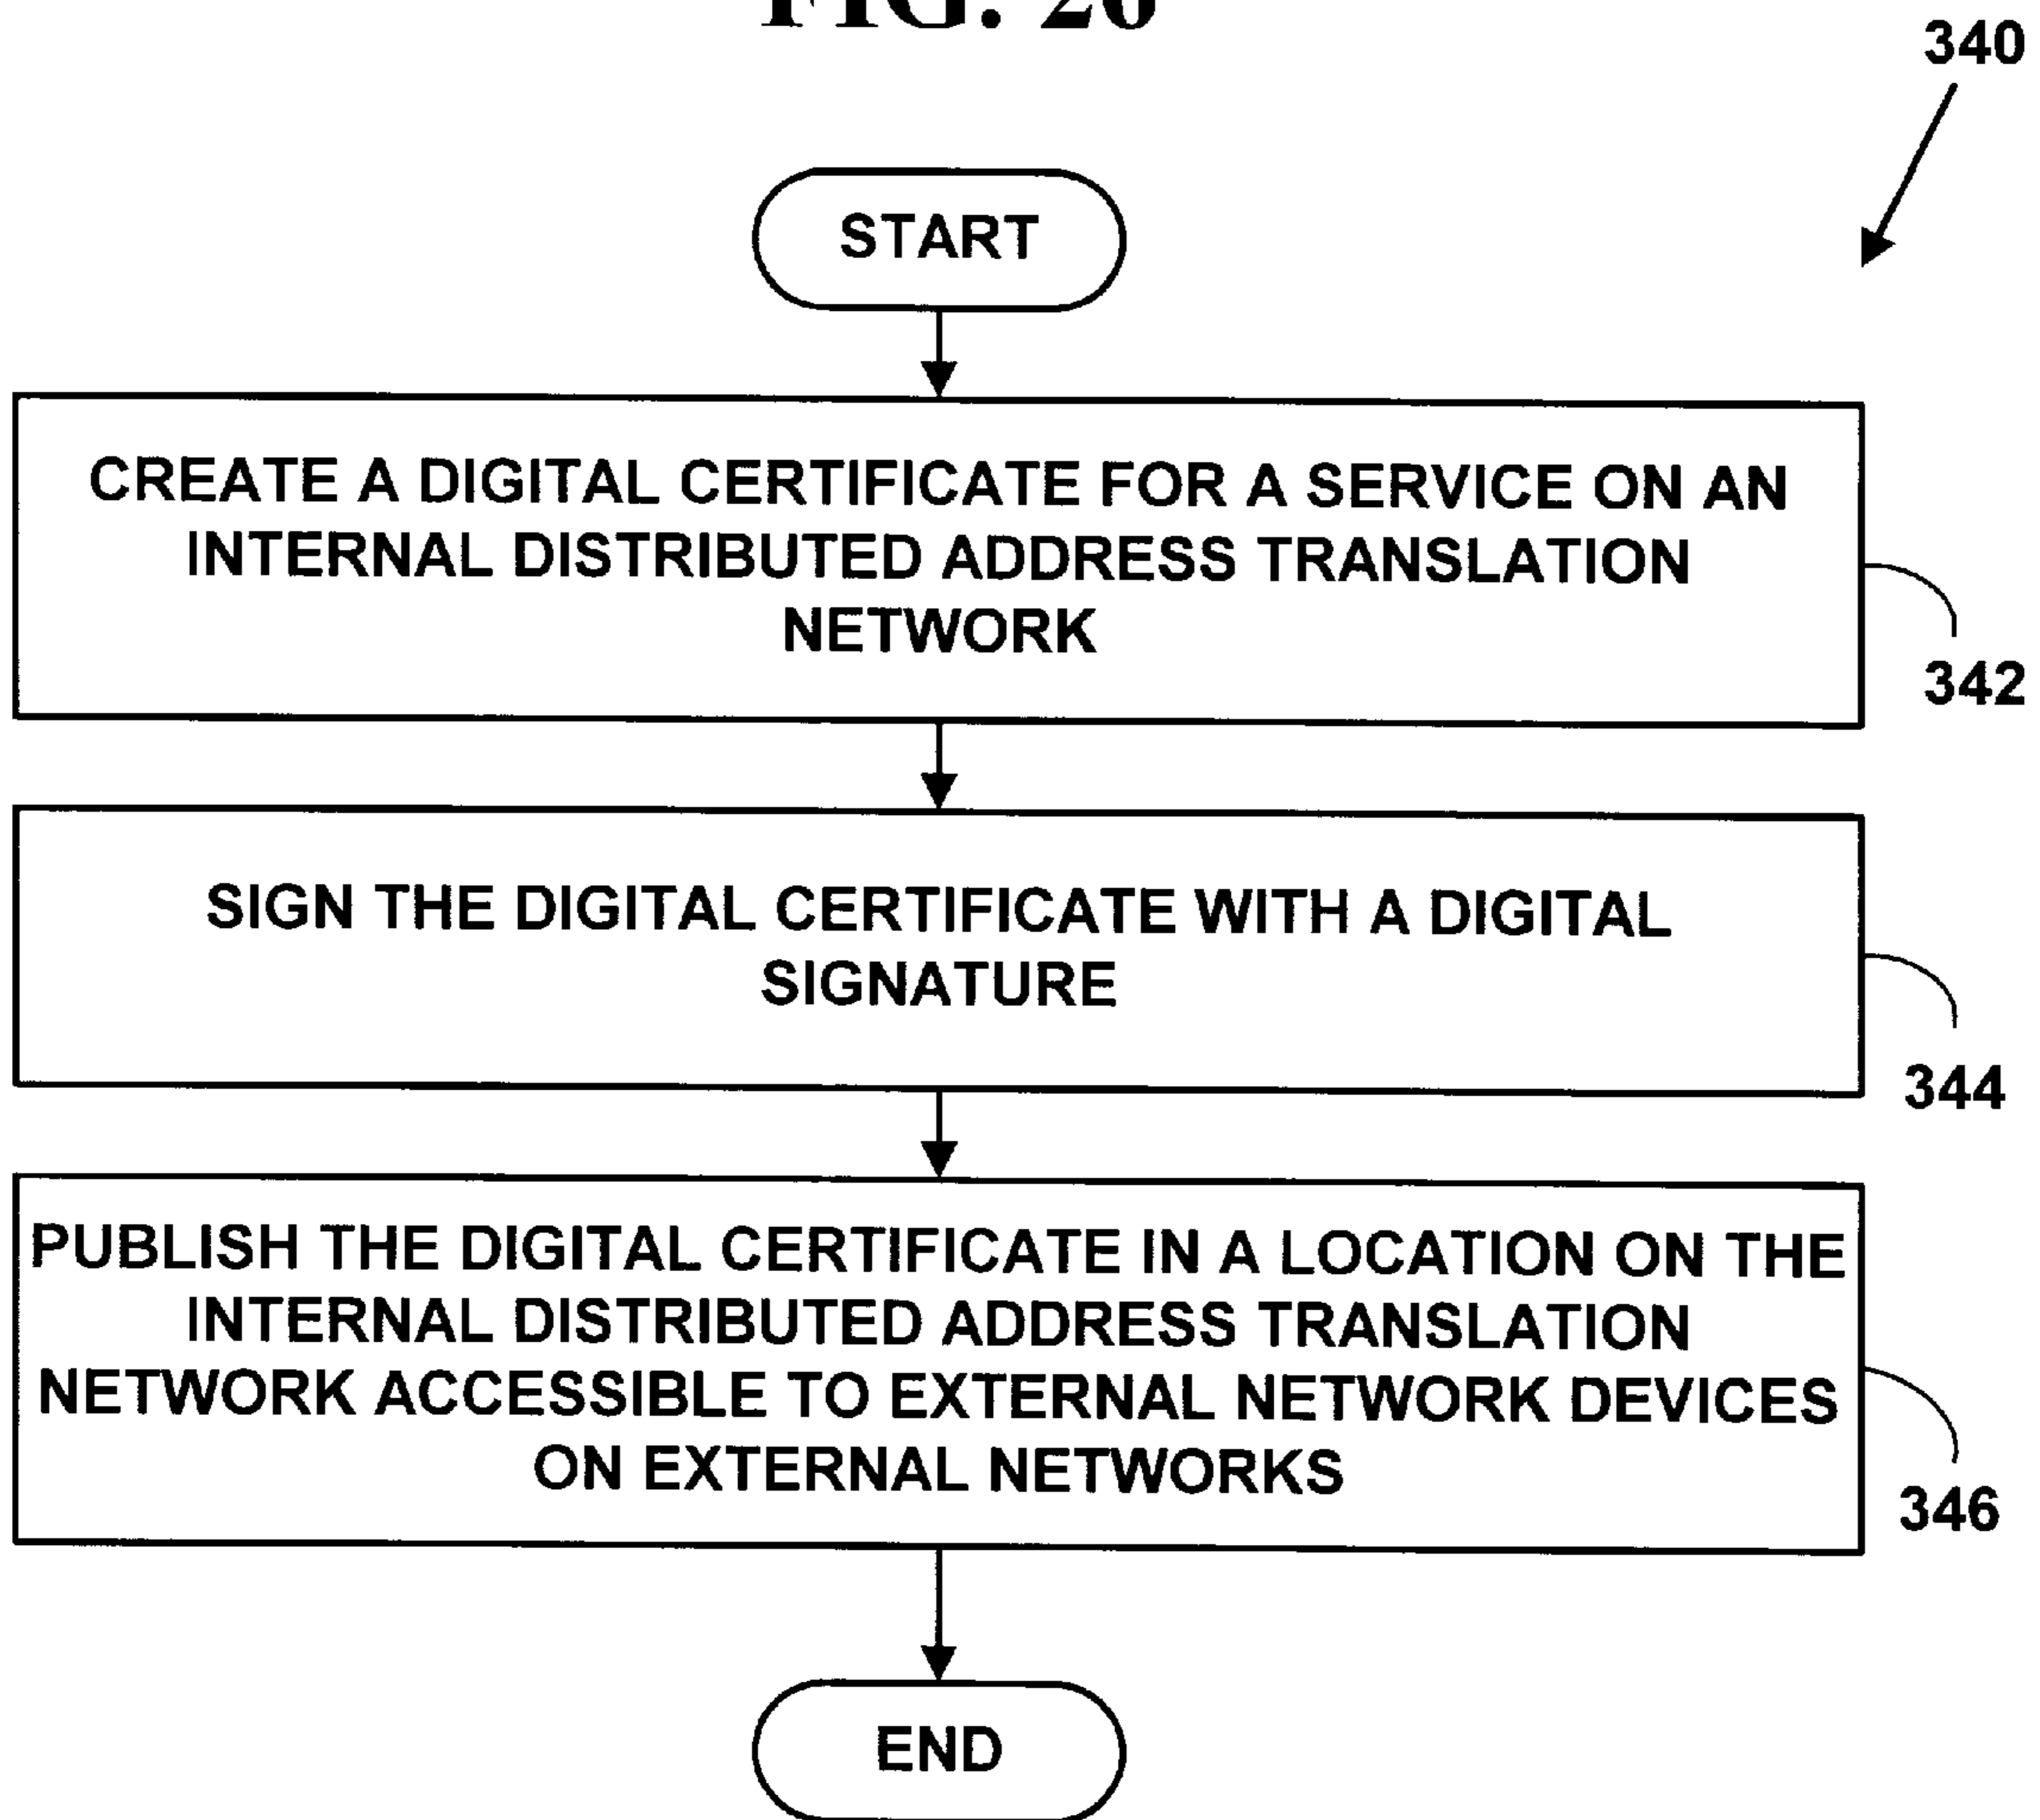 FIG. 26
340
START
CREATE A DIGITAL CERTIFICATE FOR A SERVICE ON AN
INTERNAL DISTRIBUTED ADDRESS TRANSLATION
NETWORK
342
SIGN THE DIGITAL CERTIFICATE WITH A DIGITAL
SIGNATURE
344
PUBLISH THE DIGITAL CERTIFICATE IN A LOCATION ON THE
INTERNAL DISTRIBUTED ADDRESS TRANSLATION
NETWORK ACCESSIBLE TO EXTERNAL NETWORK DEVICES
ON EXTERNAL NETWORKS
346
END